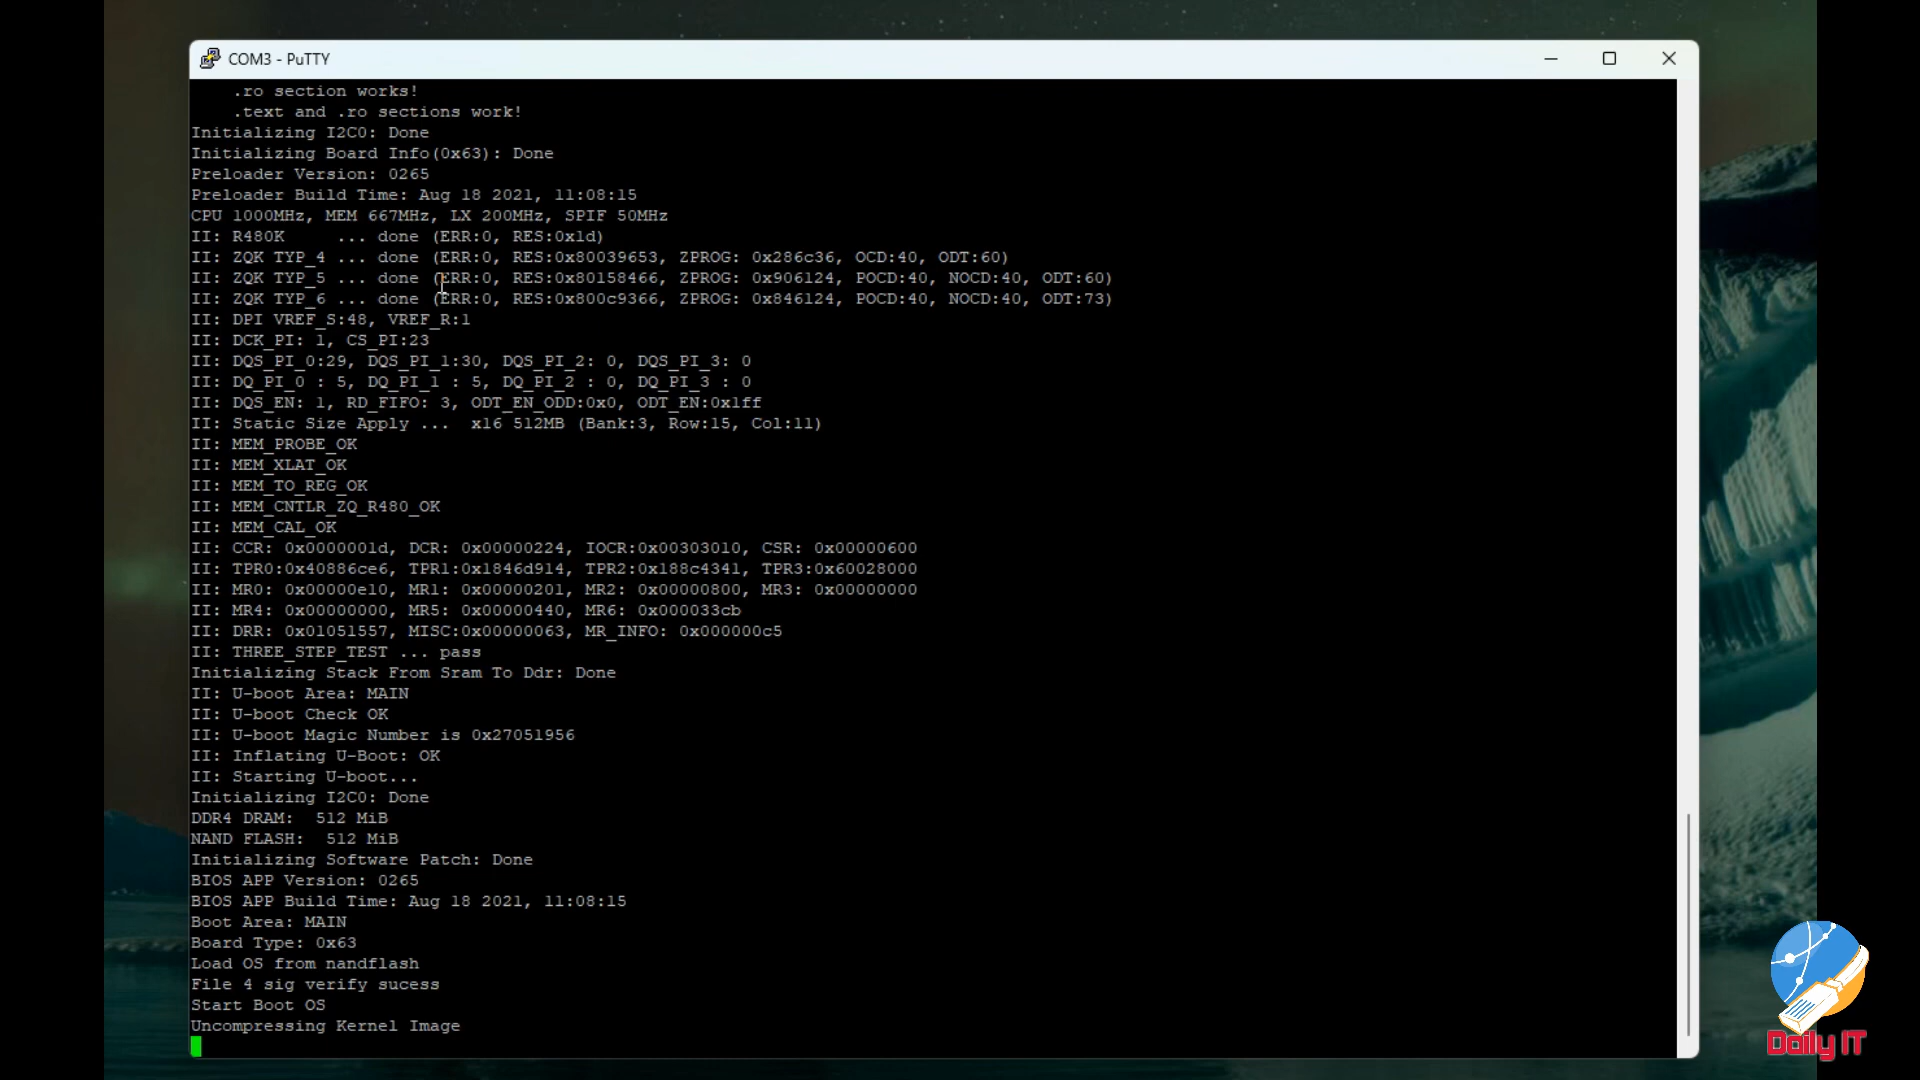 COM3 - PuTTY
.ro section works!
.text and .ro sections work!
Initializing I2C0: Done
Initializing Board Info(0x63): Done
Preloader Version: 0265
Preloader Build Time: Aug 18 2021, 11:08:15
CPU 1000MHz, MEM 667MHz, LX 200MHz, SPIF 50MHz
II: R480K     ... done (ERR:0, RES:0x1d)
II: ZQK TYP_4 ... done (ERR:0, RES:0x80039653, ZPROG: 0x286c36, OCD:40, ODT:60)
II: ZQK TYP_5 ... done (ERR:0, RES:0x80158466, ZPROG: 0x906124, POCD:40, NOCD:40, ODT:60)
II: ZQK TYP_6 ... done (ERR:0, RES:0x800c9366, ZPROG: 0x846124, POCD:40, NOCD:40, ODT:73)
II: DPI VREF_S:48, VREF_R:1
II: DCK_PI: 1, CS_PI:23
II: DQS_PI_0:29, DQS_PI_1:30, DQS_PI_2: 0, DQS_PI_3: 0
II: DQ_PI_0 : 5, DQ_PI_1 : 5, DQ_PI_2 : 0, DQ_PI_3 : 0
II: DQS_EN: 1, RD_FIFO: 3, ODT_EN_ODD:0x0, ODT_EN:0x1ff
II: Static Size Apply ...  x16 512MB (Bank:3, Row:15, Col:11)
II: MEM_PROBE_OK
II: MEM_XLAT_OK
II: MEM_TO_REG_OK
II: MEM_CNTLR_ZQ_R480_OK
II: MEM_CAL_OK
II: CCR: 0x0000001d, DCR: 0x00000224, IOCR:0x00303010, CSR: 0x00000600
II: TPR0:0x40886ce6, TPR1:0x1846d914, TPR2:0x188c4341, TPR3:0x60028000
II: MR0: 0x00000e10, MR1: 0x00000201, MR2: 0x00000800, MR3: 0x00000000
II: MR4: 0x00000000, MR5: 0x00000440, MR6: 0x000033cb
II: DRR: 0x01051557, MISC:0x00000063, MR_INFO: 0x000000c5
II: THREE_STEP_TEST ... pass
Initializing Stack From Sram To Ddr: Done
II: U-boot Area: MAIN
II: U-boot Check OK
II: U-boot Magic Number is 0x27051956
II: Inflating U-Boot: OK
II: Starting U-boot...
Initializing I2C0: Done
DDR4 DRAM:  512 MiB
NAND FLASH:  512 MiB
Initializing Software Patch: Done
BIOS APP Version: 0265
BIOS APP Build Time: Aug 18 2021, 11:08:15
Boot Area: MAIN
Board Type: 0x63
Load OS from nandflash
File 4 sig verify sucess
Start Boot OS
Uncompressing Kernel Image
Daily IT